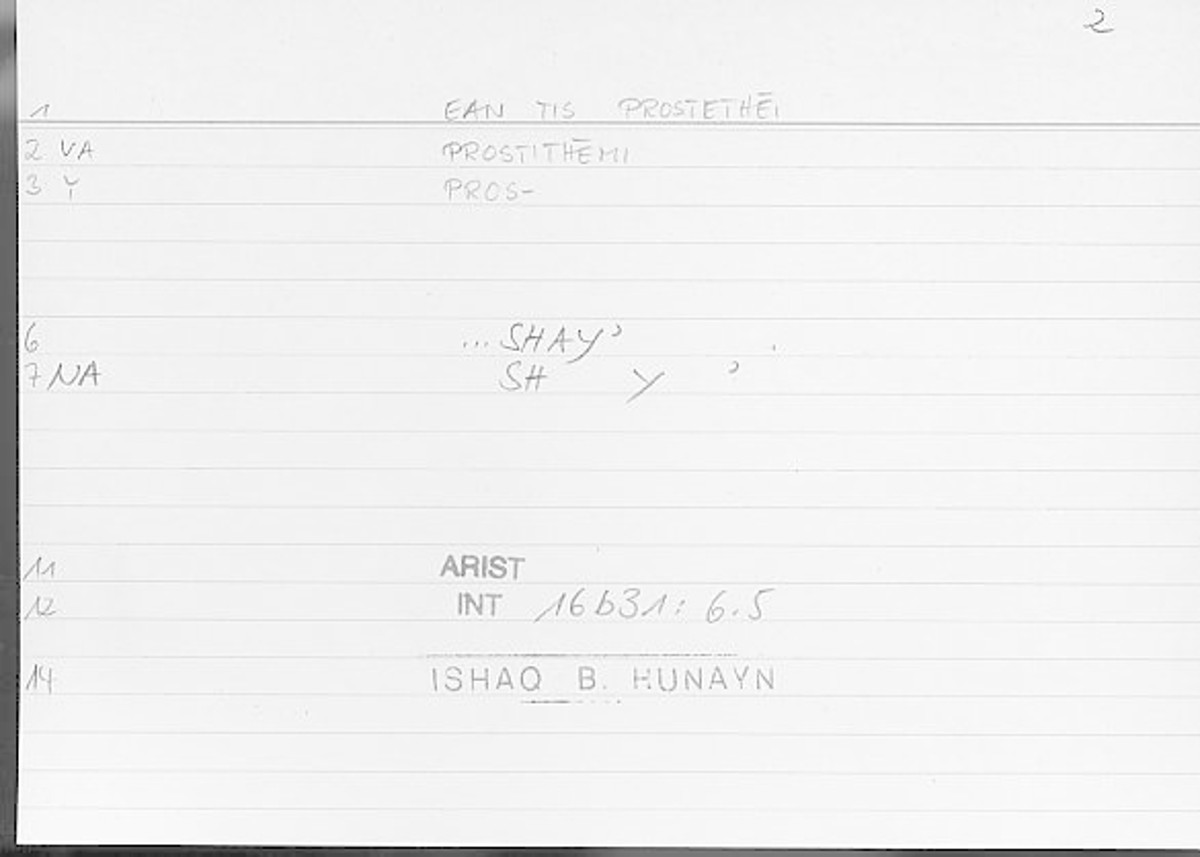 2
1 EAN TIS PROSTETHĒI
2 VA PROSTITHĒMI
3 Y PROS-
6 ... SHAYʾ
7 NA SH Y ʾ
11 ARIST
12 INT 16b31: 6.5
14 ISHAQ B. HUNAYN